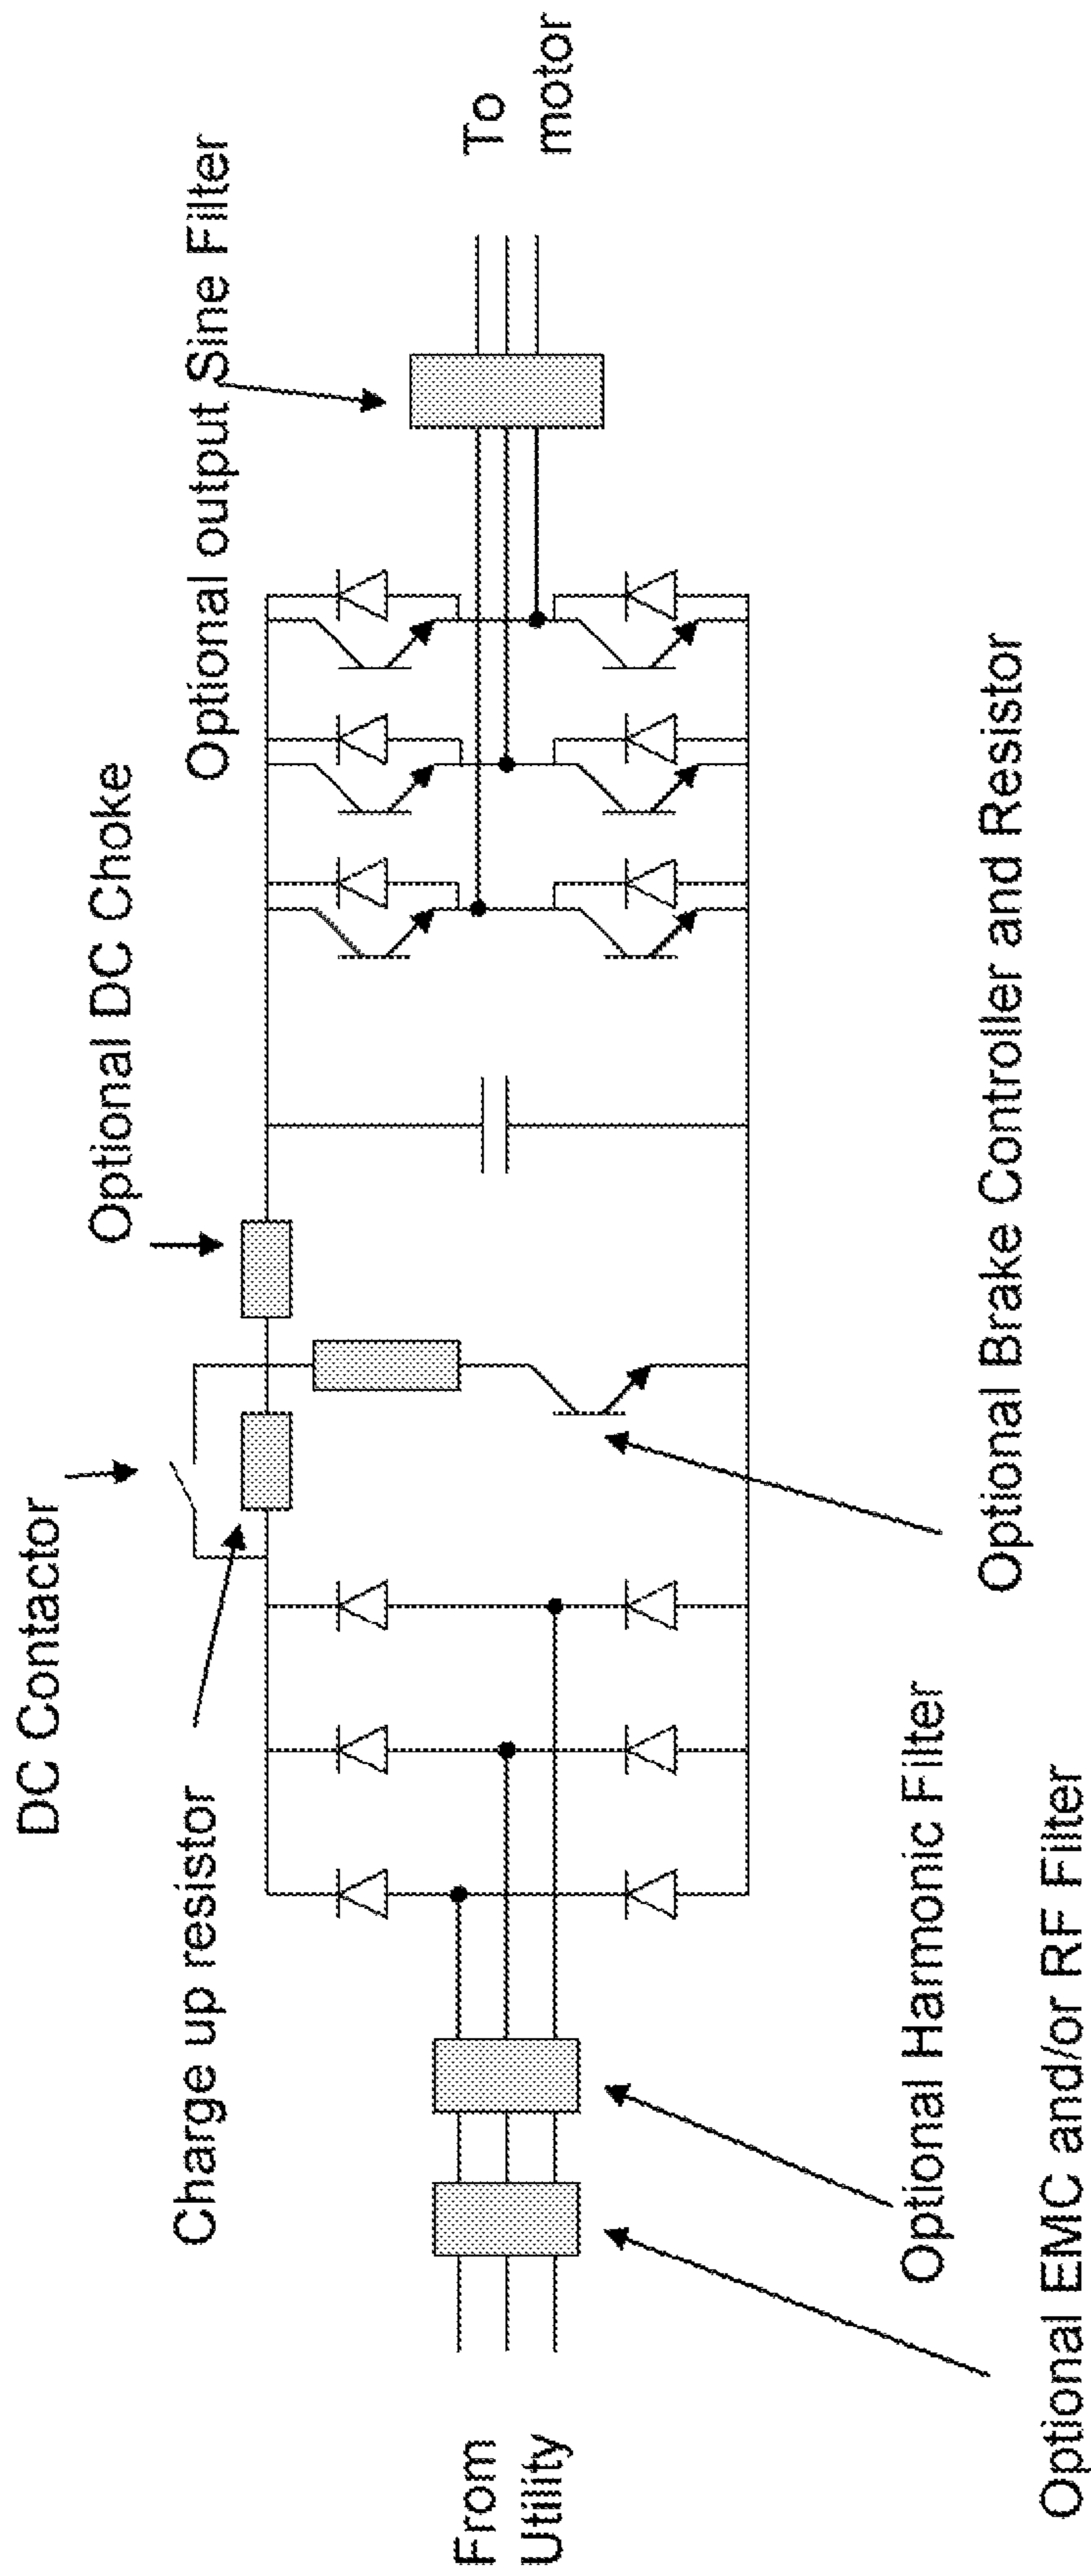 DC Contactor
Charge up resistor
Optional DC Choke
Optional output Sine Filter
From
Utility
To
motor
Optional Harmonic Filter
Optional Brake Controller and Resistor
Optional EMC and/or RF Filter